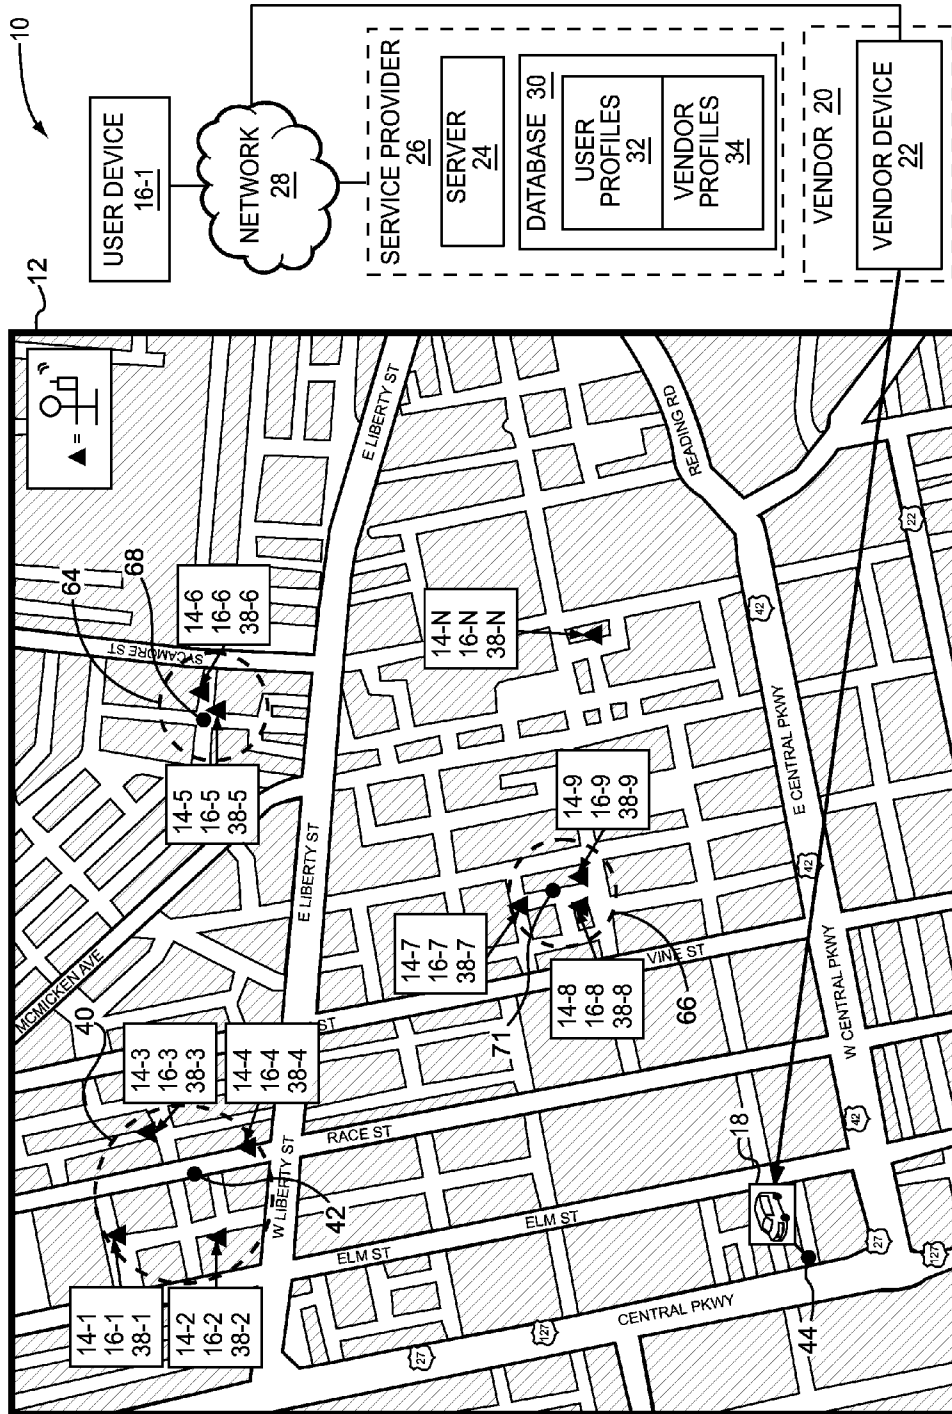 10
USER DEVICE
16-1
NETWORK
28
SERVICE PROVIDER
26
SERVER
24
DATABASE 30
USER
PROFILES
32
VENDOR
PROFILES
34
VENDOR 20
VENDOR DEVICE
22
12
▲ =
MCMICKEN AVE
40
14-3
16-3
38-3
14-4
16-4
38-4
14-1
16-1
38-1
14-2
16-2
38-2
42
W LIBERTY ST
RACE ST
ST
ELM ST
ELM ST
64
68
14-6
16-6
38-6
SYCAMORE ST
14-5
16-5
38-5
E LIBERTY ST
E LIBERTY ST
14-N
16-N
38-N
14-9
16-9
38-9
14-7
16-7
38-7
14-8
16-8
38-8
71
66
VINE ST
READING RD
E CENTRAL PKWY
W CENTRAL PKWY
CENTRAL PKWY
18
44
22
42
42
42
27
27
127
127